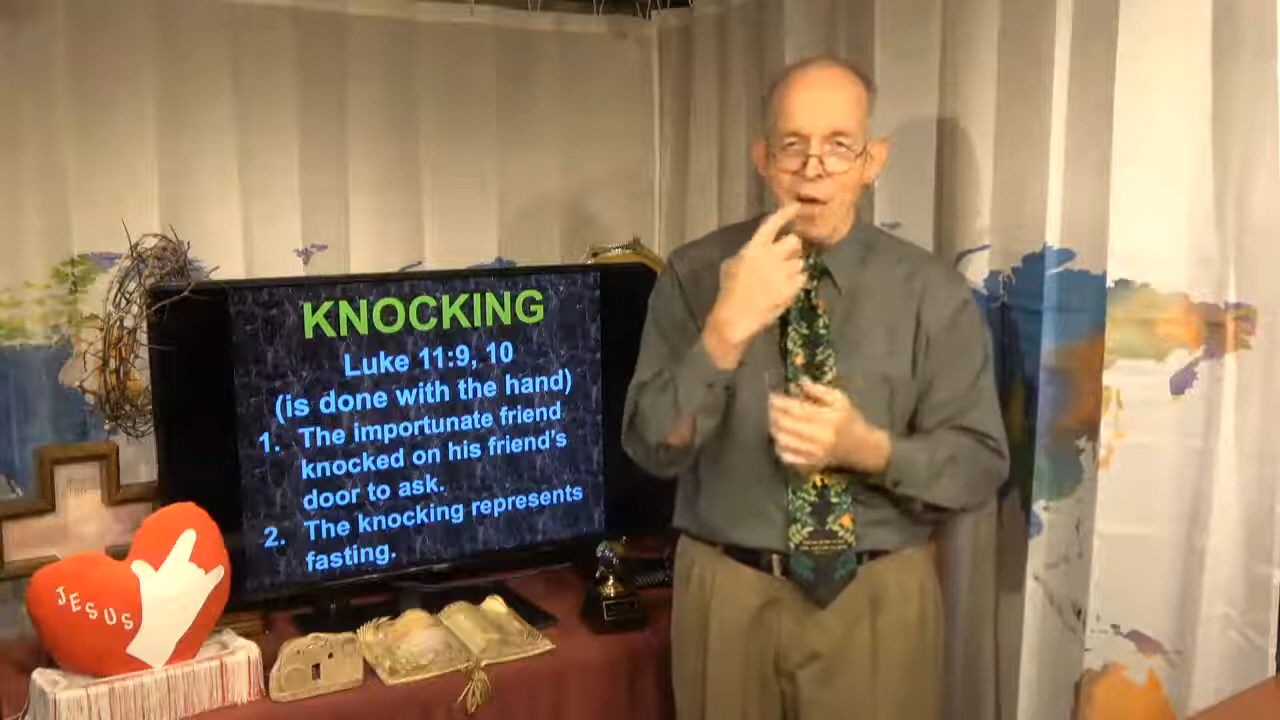 KNOCKING
Luke 11:9, 10
(is done with the hand)
1. The importunate friend
knocked on his friend's
door to ask.
2. The knocking represents
fasting.
JESUS